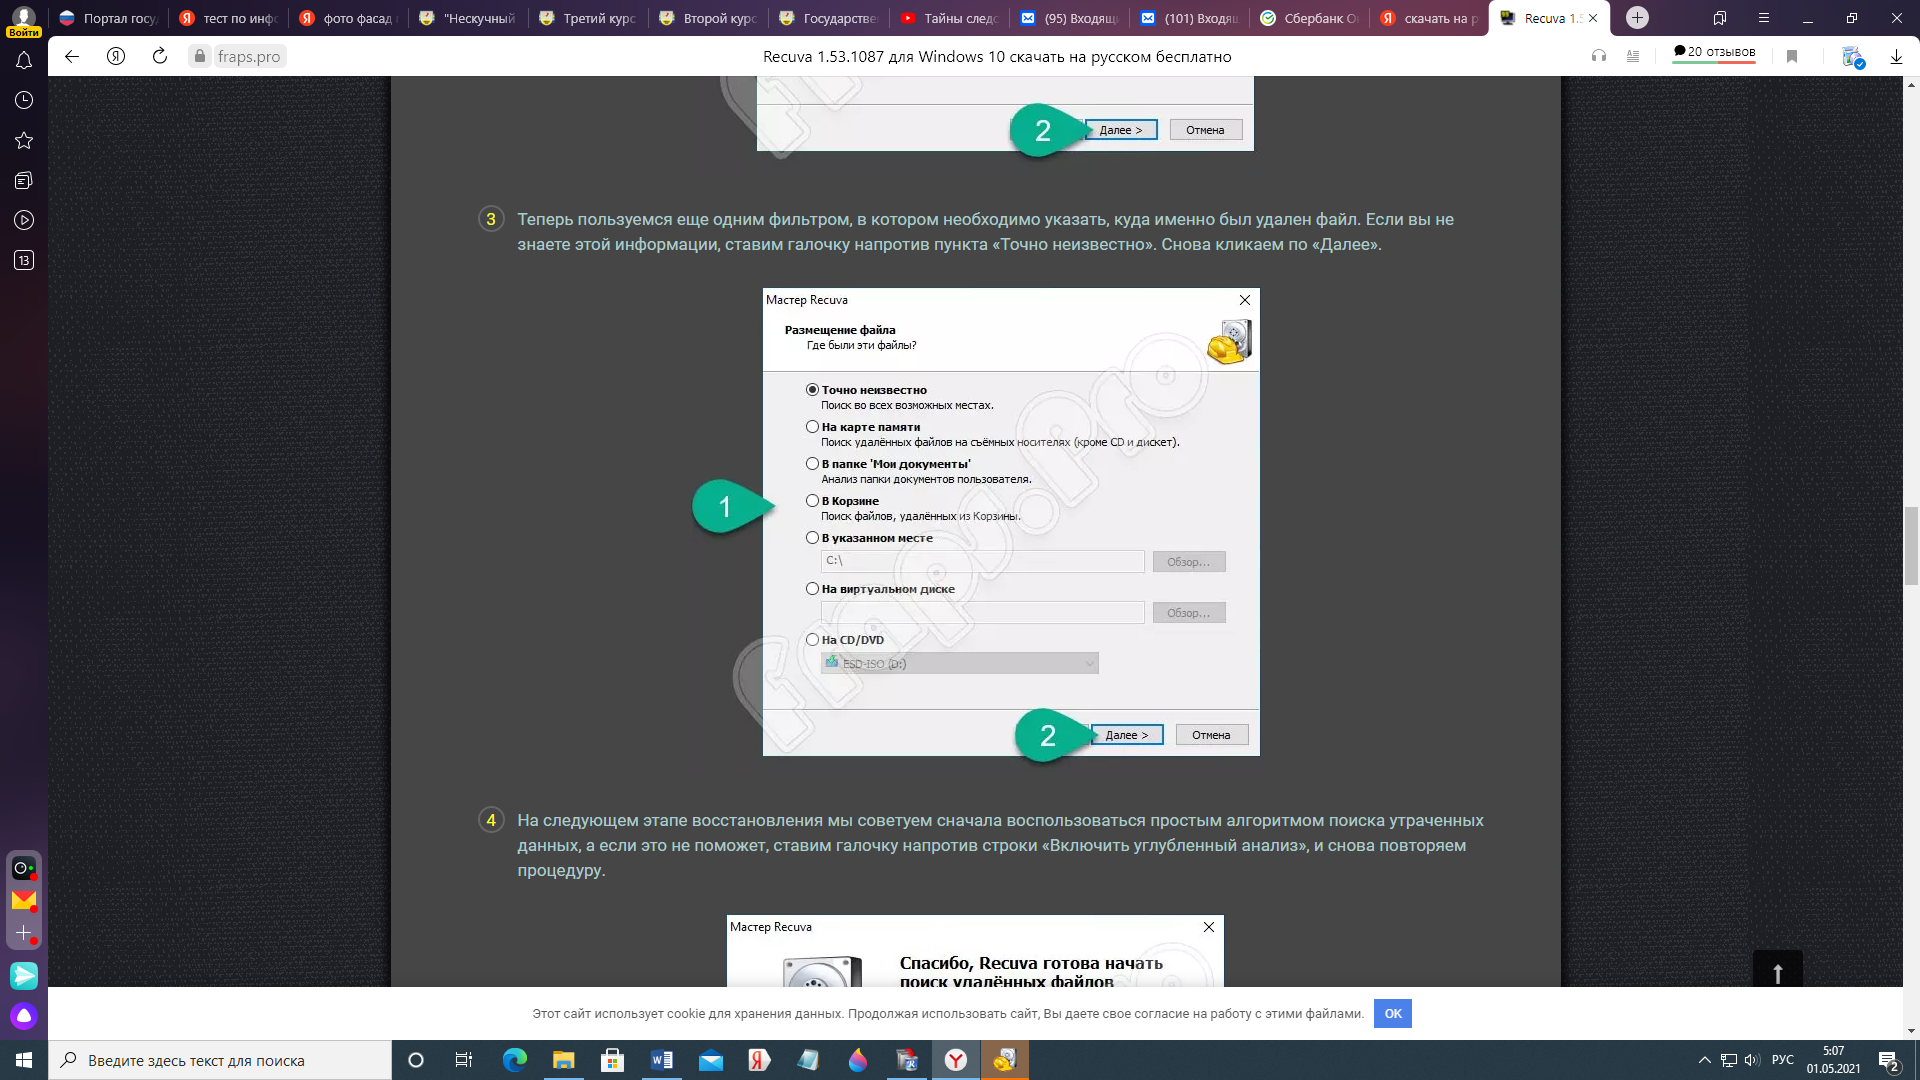 Войти
Портал госу
тест по инфо
фото фасад
"Нескучный
Третий курс
Второй курс
Государстве
Тайны следс
(95) Входящи
(101) Входящ
Сбербанк О
скачать на р
Recuva 1.5
fraps.pro
Recuva 1.53.1087 для Windows 10 скачать на русском бесплатно
20 отзывов
13
2
Далее >
Отмена
3
Теперь пользуемся еще одним фильтром, в котором необходимо указать, куда именно был удален файл. Если вы не
знаете этой информации, ставим галочку напротив пункта «Точно неизвестно». Снова кликаем по «Далее».
Мастер Recuva
Размещение файла
Где были эти файлы?
Точно неизвестно
Поиск во всех возможных местах.
На карте памяти
Поиск удалённых файлов на съёмных носителях (кроме CD и дискет).
В папке 'Мои документы'
Анализ папки документов пользователя.
1
В Корзине
Поиск файлов, удалённых из Корзины.
В указанном месте
C:\
Обзор...
На виртуальном диске
Обзор...
На CD/DVD
ESD-ISO (D:)
Fraps.Pro
2
Далее >
Отмена
4
На следующем этапе восстановления мы советуем сначала воспользоваться простым алгоритмом поиска утраченных
данных, а если это не поможет, ставим галочку напротив строки «Включить углубленный анализ», и снова повторяем
процедуру.
Мастер Recuva
Спасибо, Recuva готова начать
поиск удалённых файлов
Этот сайт использует cookie для хранения данных. Продолжая использовать сайт, Вы даете свое согласие на работу с этими файлами.
OK
Введите здесь текст для поиска
РУС
5:07
01.05.2021
2